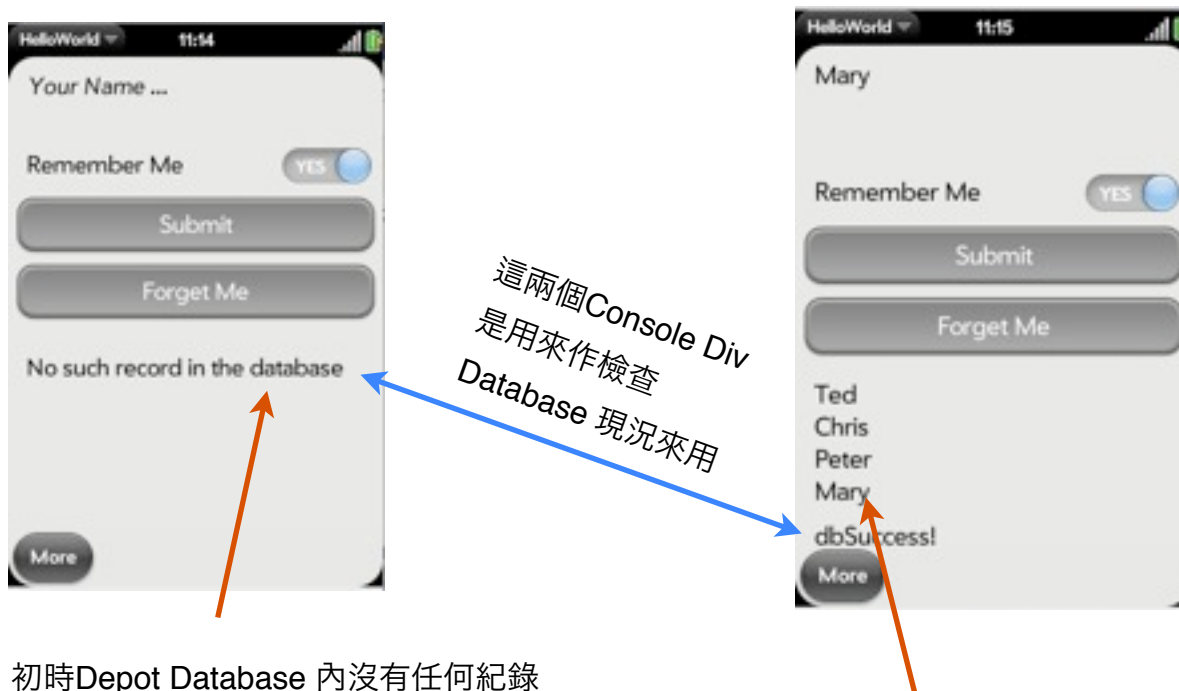 HelloWorld 11:14
Your Name ...
Remember Me YES
Submit
Forget Me
No such record in the database
More
這兩個Console Div
是用來作檢查
Database 現況來用
HelloWorld 11:15
Mary
Remember Me YES
Submit
Forget Me
Ted
Chris
Peter
Mary
dbSuccess!
More
初時Depot Database 內沒有任何紀錄